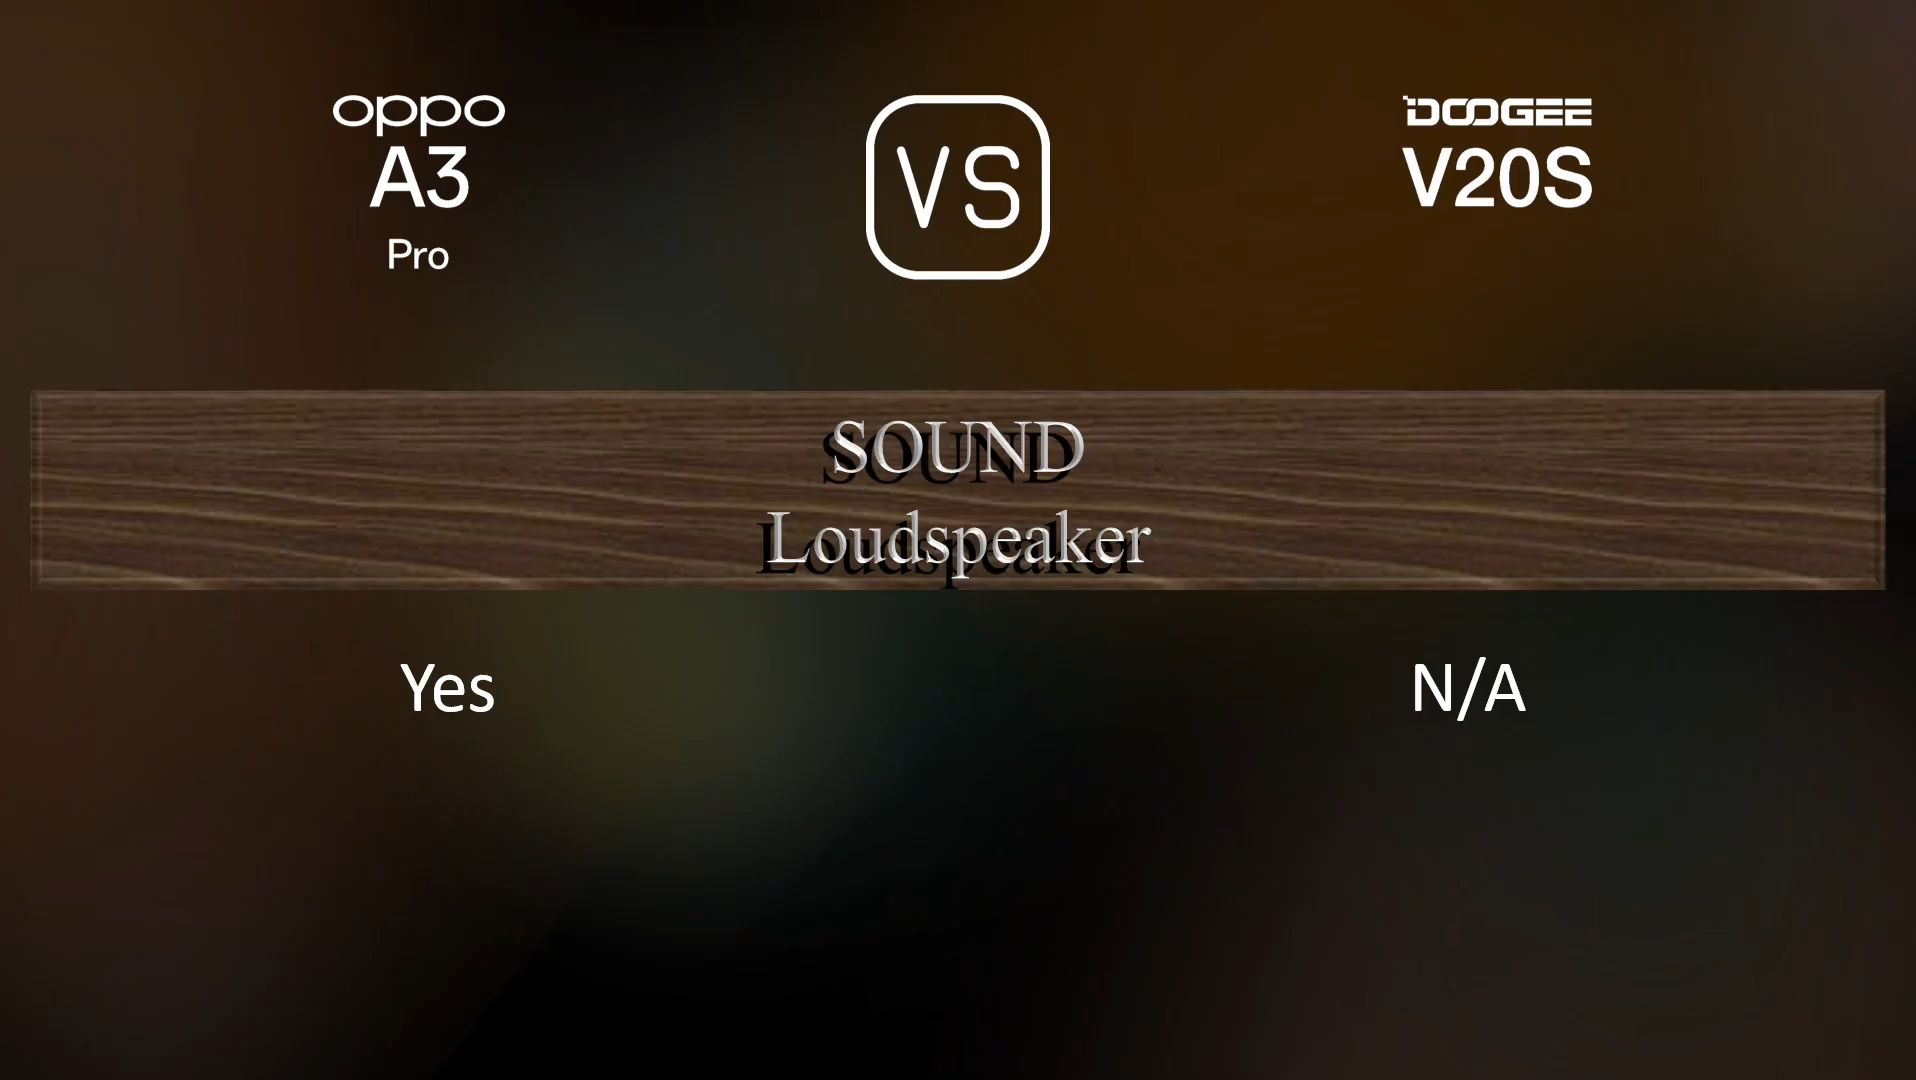 oppo
A3
Pro
VS
DOOGEE
V20S
SOUND
Loudspeaker
Yes
N/A